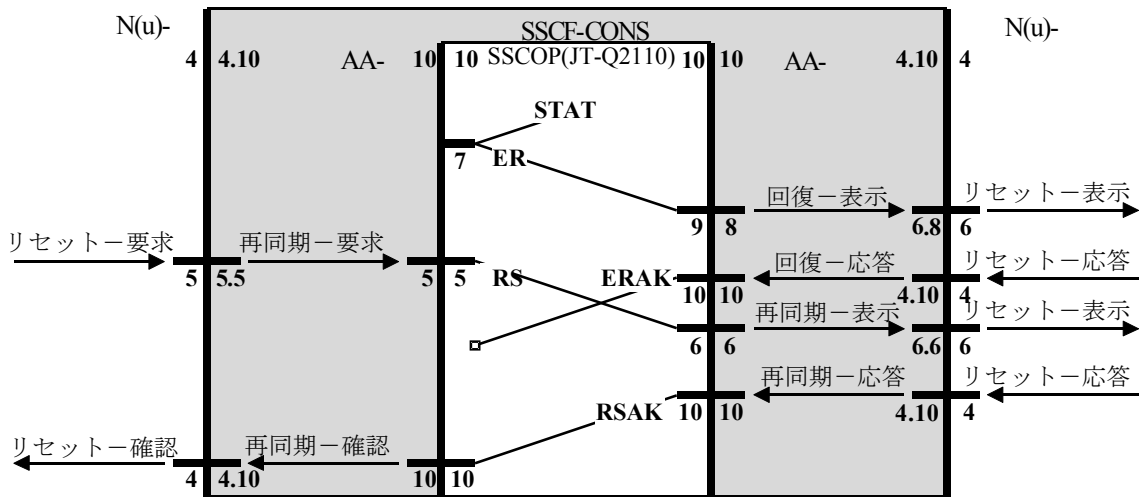 N(u)- SSCF-CONS N(u)-
4 4.10 AA- 10 10 SSCOP(JT-Q2110) 10 10 AA- 4.10 4
STAT
7 ER
回復－表示 リセット－表示
9 8 6.8 6
リセット－要求 再同期－要求
回復－応答 リセット－応答
5 5.5 5 5 RS ERAK 10 10 4.10 4
再同期－表示 リセット－表示
6 6 6.6 6
再同期－応答 リセット－応答
RSAK 10 10 4.10 4
リセット－確認 再同期－確認
4 4.10 10 10